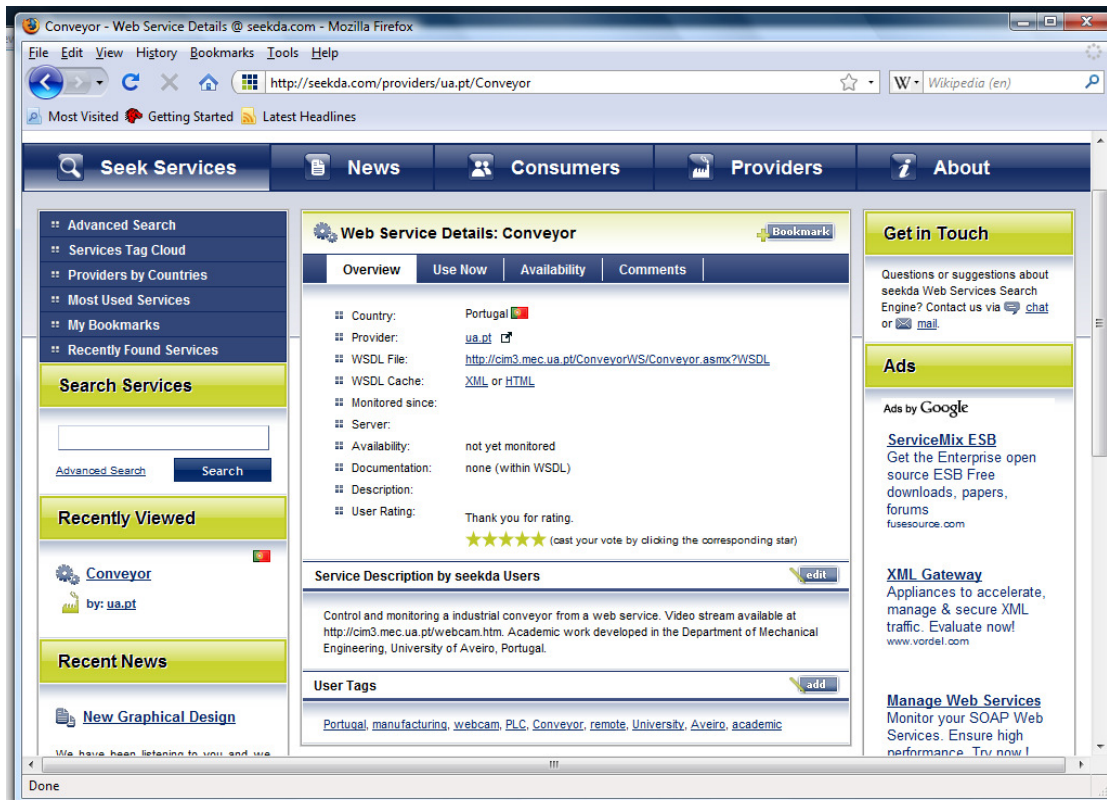 Conveyor - Web Service Details @ seekda.com - Mozilla Firefox
File Edit View History Bookmarks Tools Help
http://seekda.com/providers/ua.pt/Conveyor
W Wikipedia (en)
Most Visited Getting Started Latest Headlines
Seek Services News Consumers Providers About
Advanced Search
Services Tag Cloud
Providers by Countries
Most Used Services
My Bookmarks
Recently Found Services
Search Services
Advanced Search Search
Recently Viewed
Conveyor
by: ua.pt
Recent News
New Graphical Design
We have been listening to you and we
Web Service Details: Conveyor Bookmark
Overview Use Now Availability Comments
Country: Portugal
Provider: ua.pt
WSDL File: http://cim3.mec.ua.pt/ConveyorWS/Conveyor.asmx?WSDL
WSDL Cache: XML or HTML
Monitored since:
Server:
Availability: not yet monitored
Documentation: none (within WSDL)
Description:
User Rating: Thank you for rating.
(cast your vote by clicking the corresponding star)
Service Description by seekda Users edit
Control and monitoring a industrial conveyor from a web service. Video stream available at
http://cim3.mec.ua.pt/webcam.htm. Academic work developed in the Department of Mechanical
Engineering, University of Aveiro, Portugal.
User Tags add
Portugal, manufacturing, webcam, PLC, Conveyor, remote, University, Aveiro, academic
Get in Touch
Questions or suggestions about
seekda Web Services Search
Engine? Contact us via chat
or mail.
Ads
Ads by Google
ServiceMix ESB
Get the Enterprise open
source ESB Free
downloads, papers,
forums
fusesource.com
XML Gateway
Appliances to accelerate,
manage & secure XML
traffic. Evaluate now!
www.vordel.com
Manage Web Services
Monitor your SOAP Web
Services. Ensure high
performance. Try now !
Done